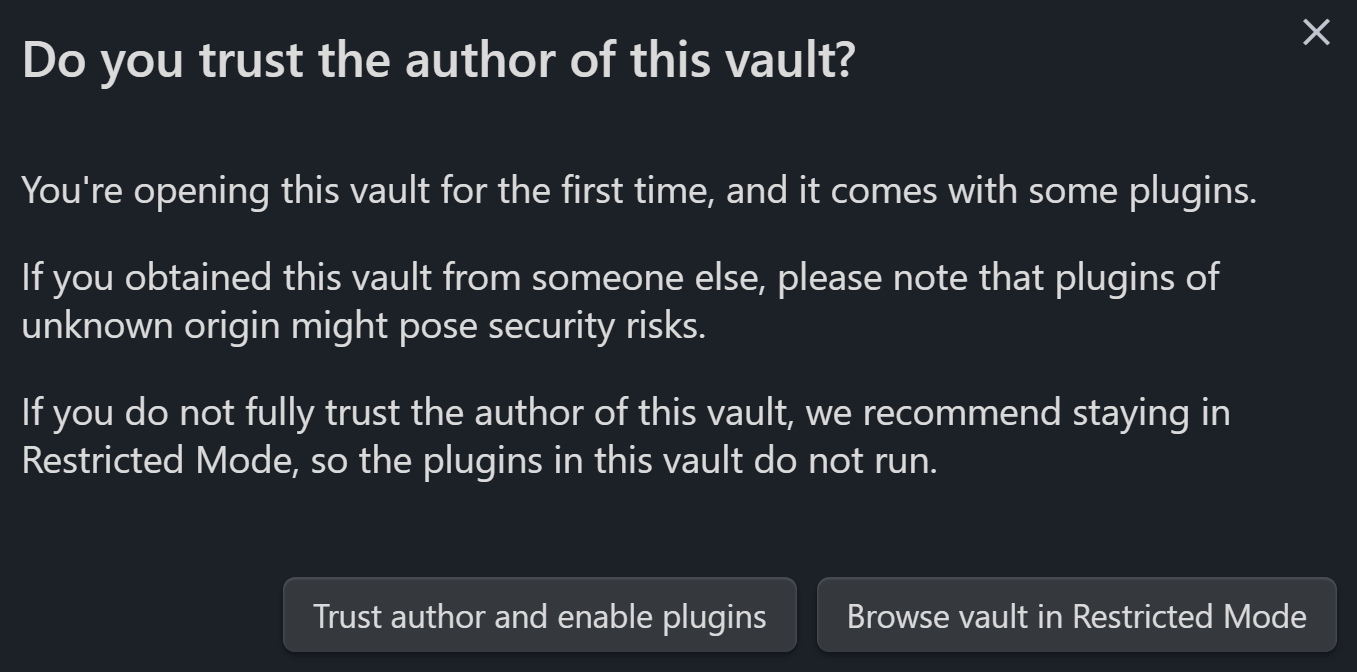 Do you trust the author of this vault?
You're opening this vault for the first time, and it comes with some plugins.
If you obtained this vault from someone else, please note that plugins of
unknown origin might pose security risks.
If you do not fully trust the author of this vault, we recommend staying in
Restricted Mode, so the plugins in this vault do not run.
Trust author and enable plugins
Browse vault in Restricted Mode